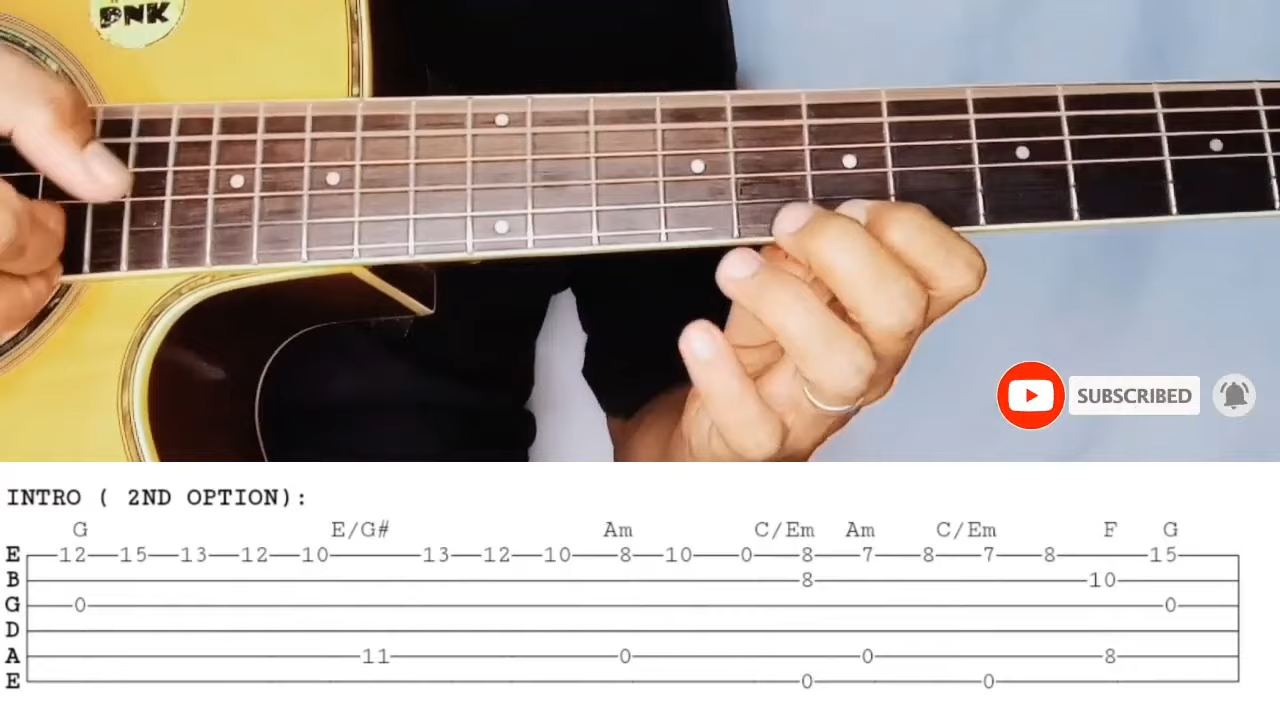 DNK
SUBSCRIBED
INTRO ( 2ND OPTION):
G E/G# Am C/Em Am C/Em F G
E 12 15 13 12 10 13 12 10 8 10 0 8 7 8 7 8 15
B 8 10
G 0 0
D
A 11 0 0 8
E 0 0